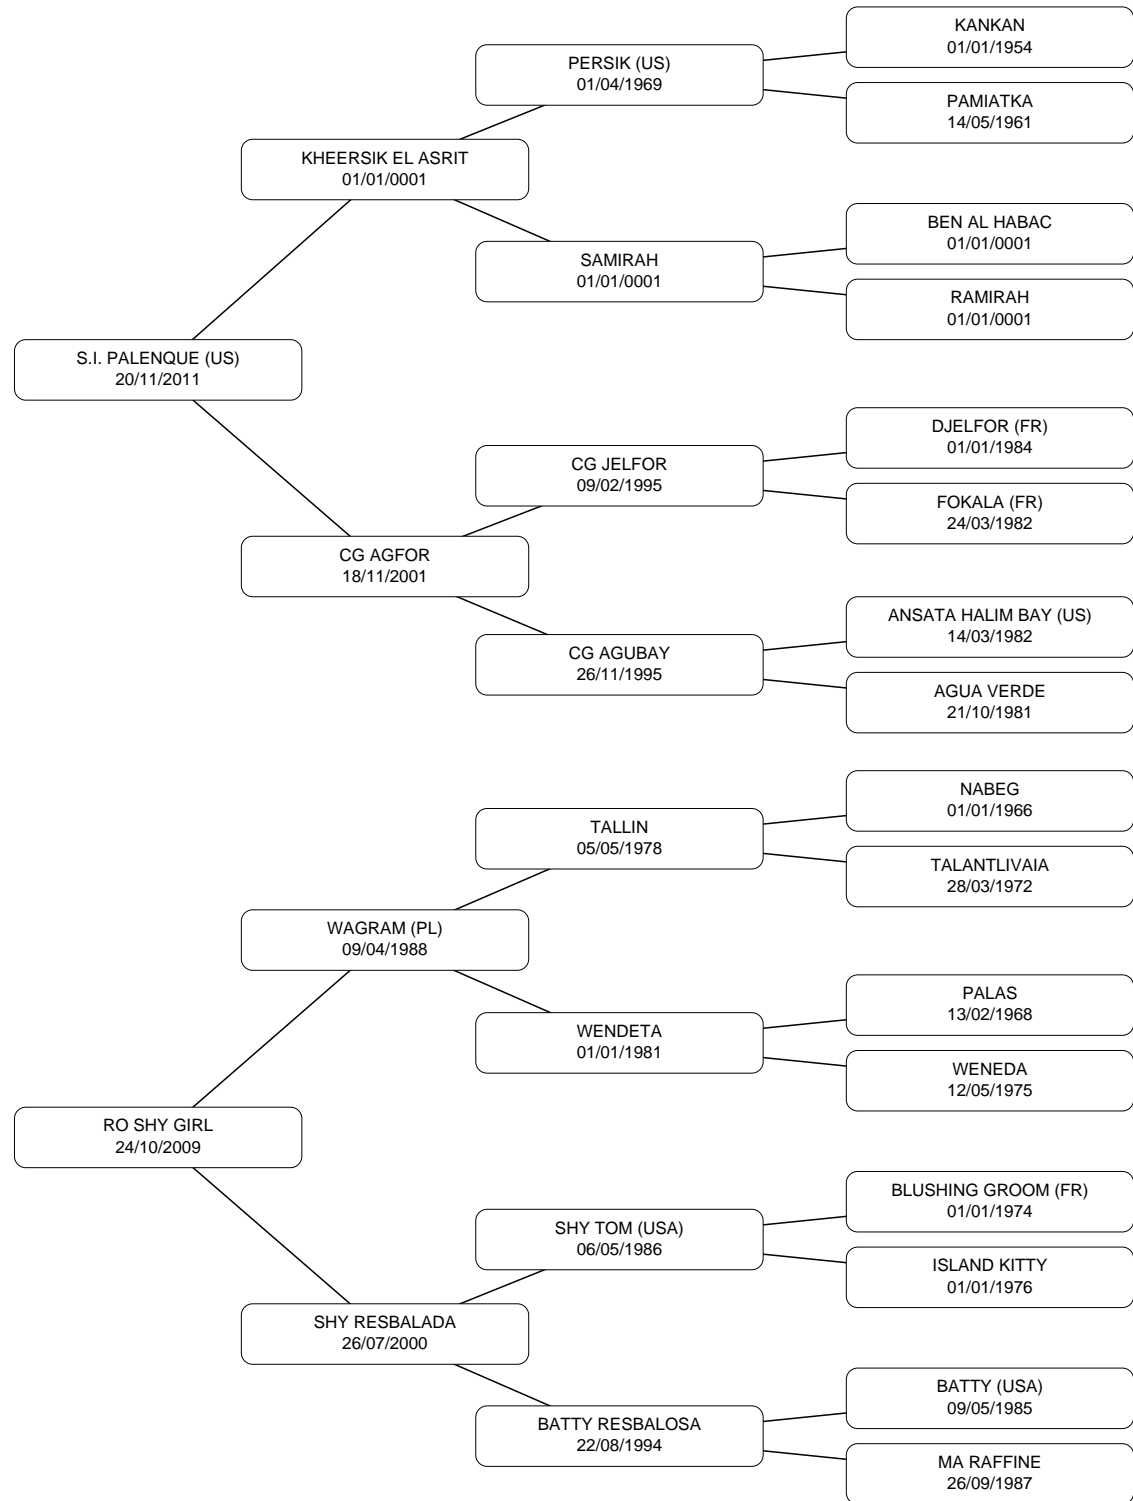 KANKAN
01/01/1954
PERSIK (US)
01/04/1969
PAMIATKA
14/05/1961
KHEERSIK EL ASRIT
01/01/0001
BEN AL HABAC
01/01/0001
SAMIRAH
01/01/0001
RAMIRAH
01/01/0001
S.I. PALENQUE (US)
20/11/2011
DJELFOR (FR)
01/01/1984
CG JELFOR
09/02/1995
FOKALA (FR)
24/03/1982
CG AGFOR
18/11/2001
ANSATA HALIM BAY (US)
14/03/1982
CG AGUBAY
26/11/1995
AGUA VERDE
21/10/1981
NABEG
01/01/1966
TALLIN
05/05/1978
TALANTLIVAIA
28/03/1972
WAGRAM (PL)
09/04/1988
PALAS
13/02/1968
WENDETA
01/01/1981
WENEDA
12/05/1975
RO SHY GIRL
24/10/2009
BLUSHING GROOM (FR)
01/01/1974
SHY TOM (USA)
06/05/1986
ISLAND KITTY
01/01/1976
SHY RESBALADA
26/07/2000
BATTY (USA)
09/05/1985
BATTY RESBALOSA
22/08/1994
MA RAFFINE
26/09/1987